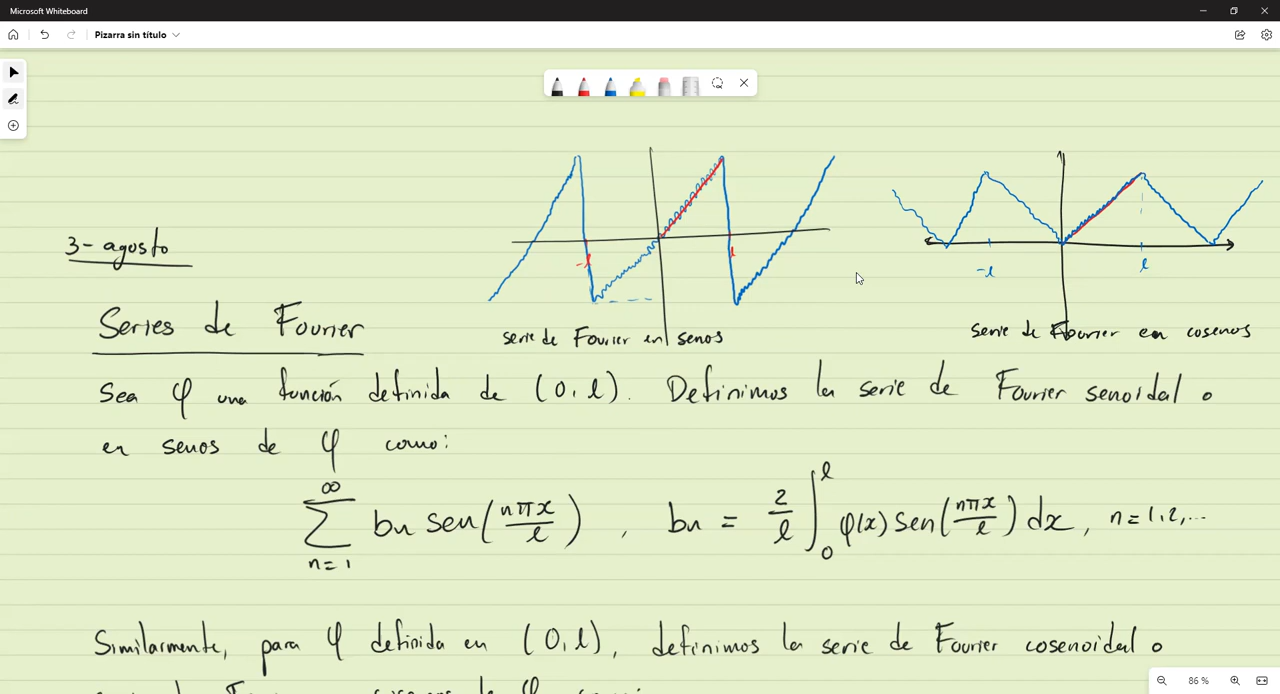 Microsoft Whiteboard
Pizarra sin título
-l
l
-l
l
serie de Fourier en senos
serie de Fourier en cosenos
3- agosto
Series de Fourier
Sea φ una función definida de (0, l). Definimos la serie de Fourier senoidal o
en senos de φ como:
∑_{n=1}^{∞} bn sen(nπx/l) , bn = 2/l ∫_0^l φ(x) sen(nπx/l) dx, n=1,2,...
Similarmente, para φ definida en (0, l), definimos la serie de Fourier cosenoidal o
86 %